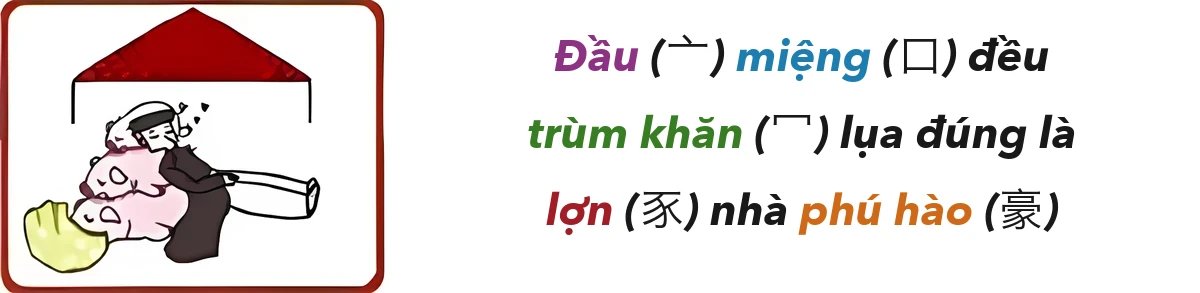 Đầu (亠) miệng (口) đều
trùm khăn (冖) lụa đúng là
lợn (豕) nhà phú hào (豪)